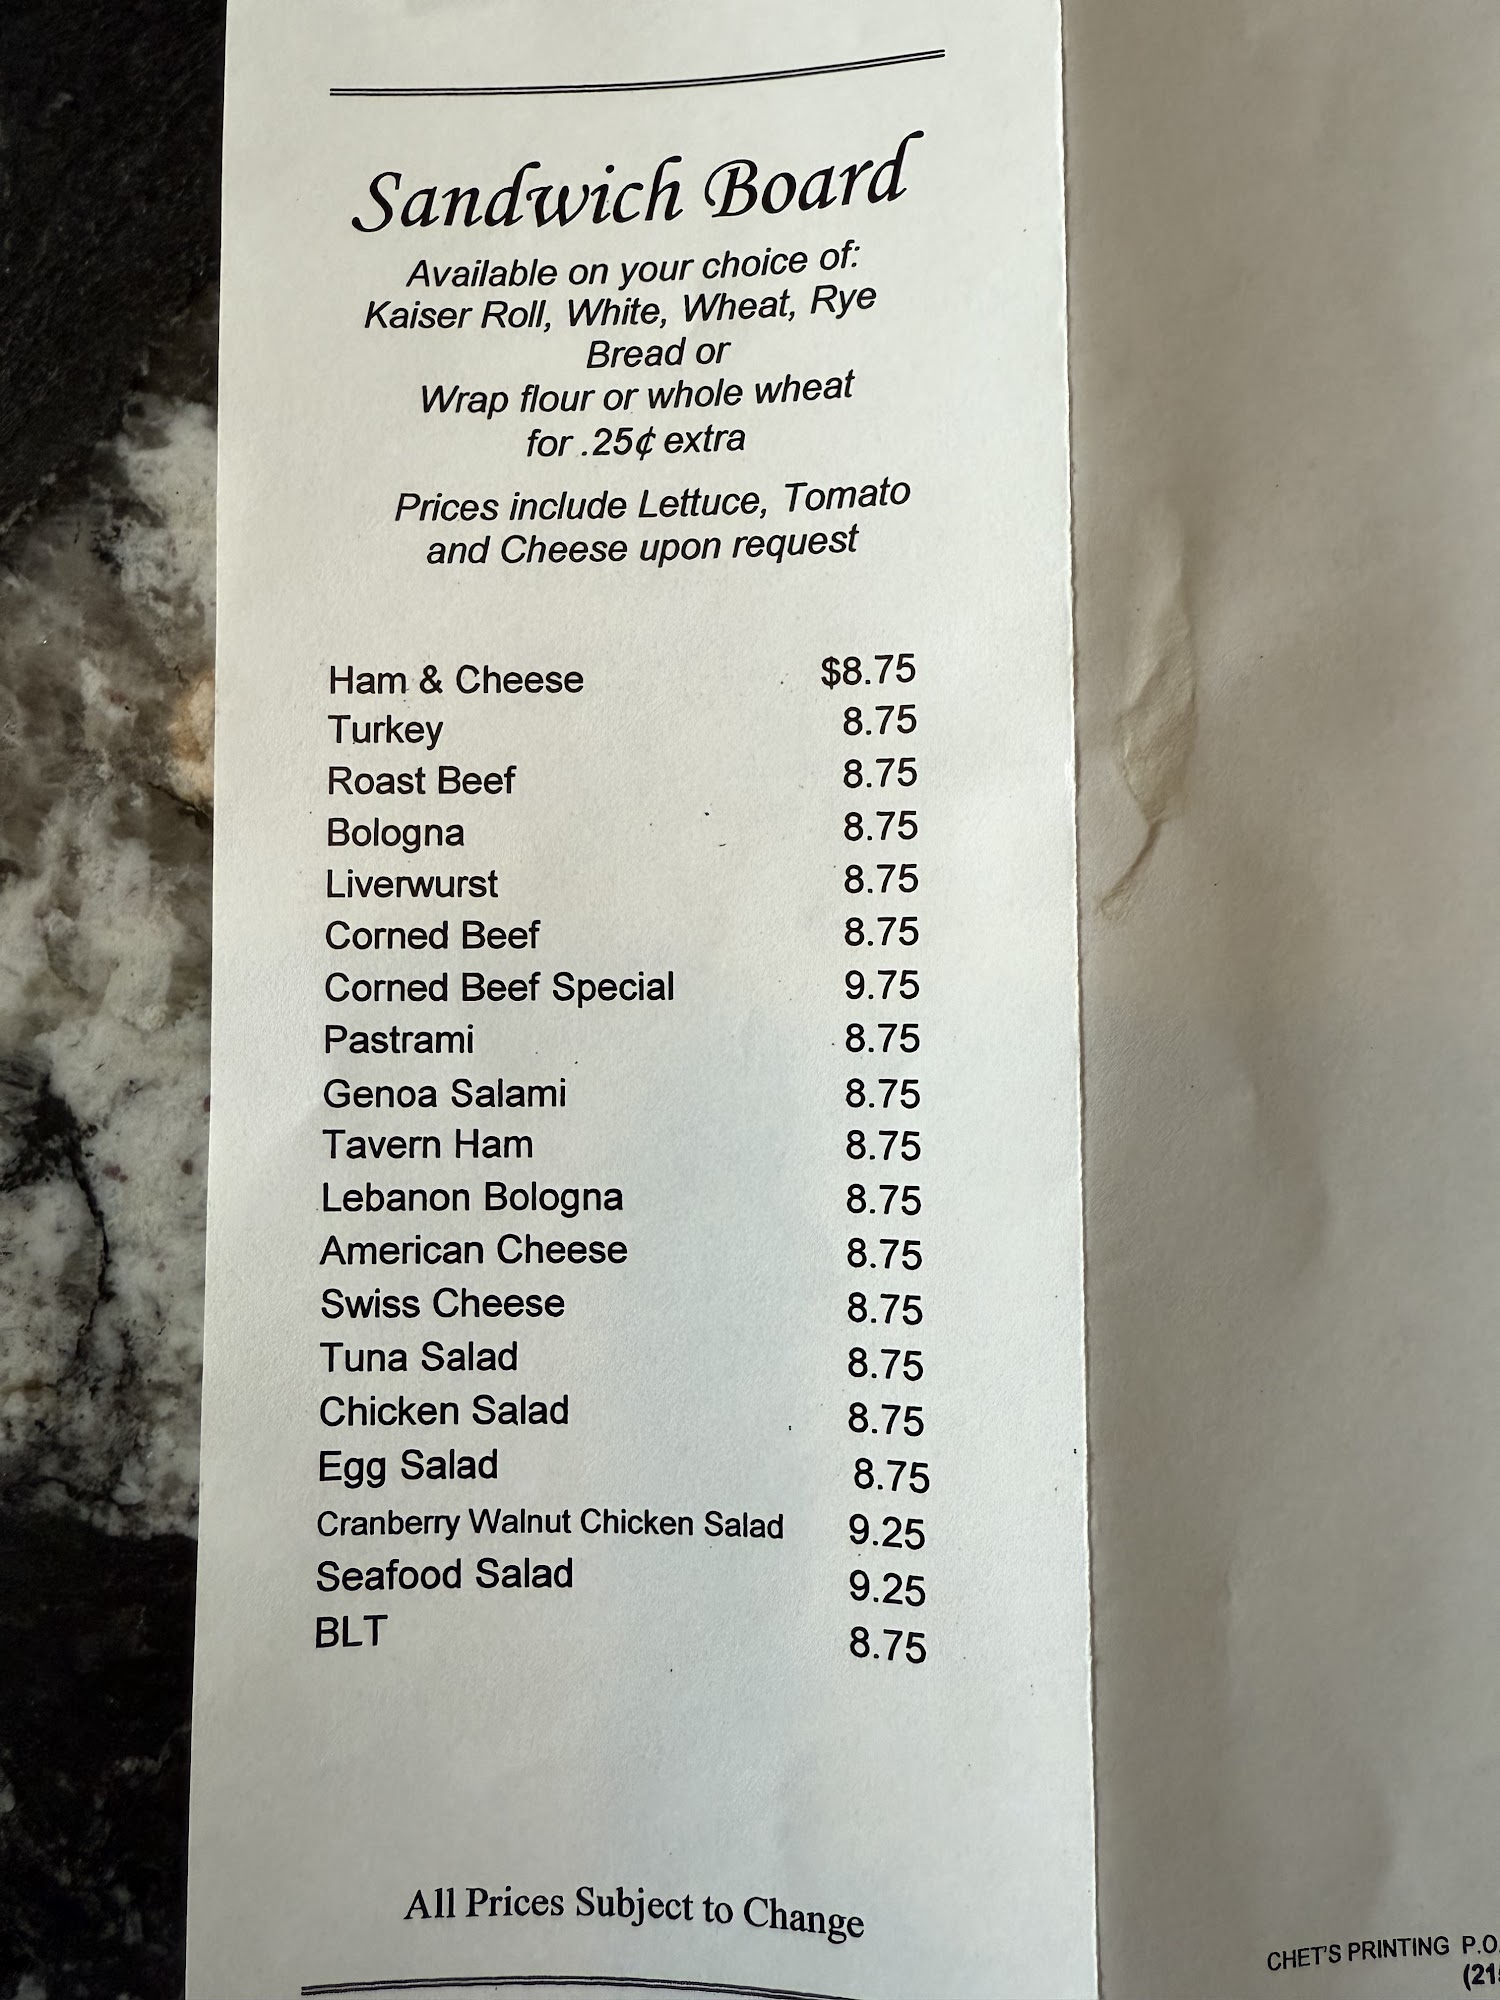 Sandwich Board
Available on your choice of:
Kaiser Roll, White, Wheat, Rye
Bread or
Wrap flour or whole wheat
for .25¢ extra
Prices include Lettuce, Tomato
and Cheese upon request
Ham & Cheese $8.75
Turkey 8.75
Roast Beef 8.75
Bologna 8.75
Liverwurst 8.75
Corned Beef 8.75
Corned Beef Special 9.75
Pastrami 8.75
Genoa Salami 8.75
Tavern Ham 8.75
Lebanon Bologna 8.75
American Cheese 8.75
Swiss Cheese 8.75
Tuna Salad 8.75
Chicken Salad 8.75
Egg Salad 8.75
Cranberry Walnut Chicken Salad 9.25
Seafood Salad 9.25
BLT 8.75
All Prices Subject to Change
CHET'S PRINTING P.O.
(21